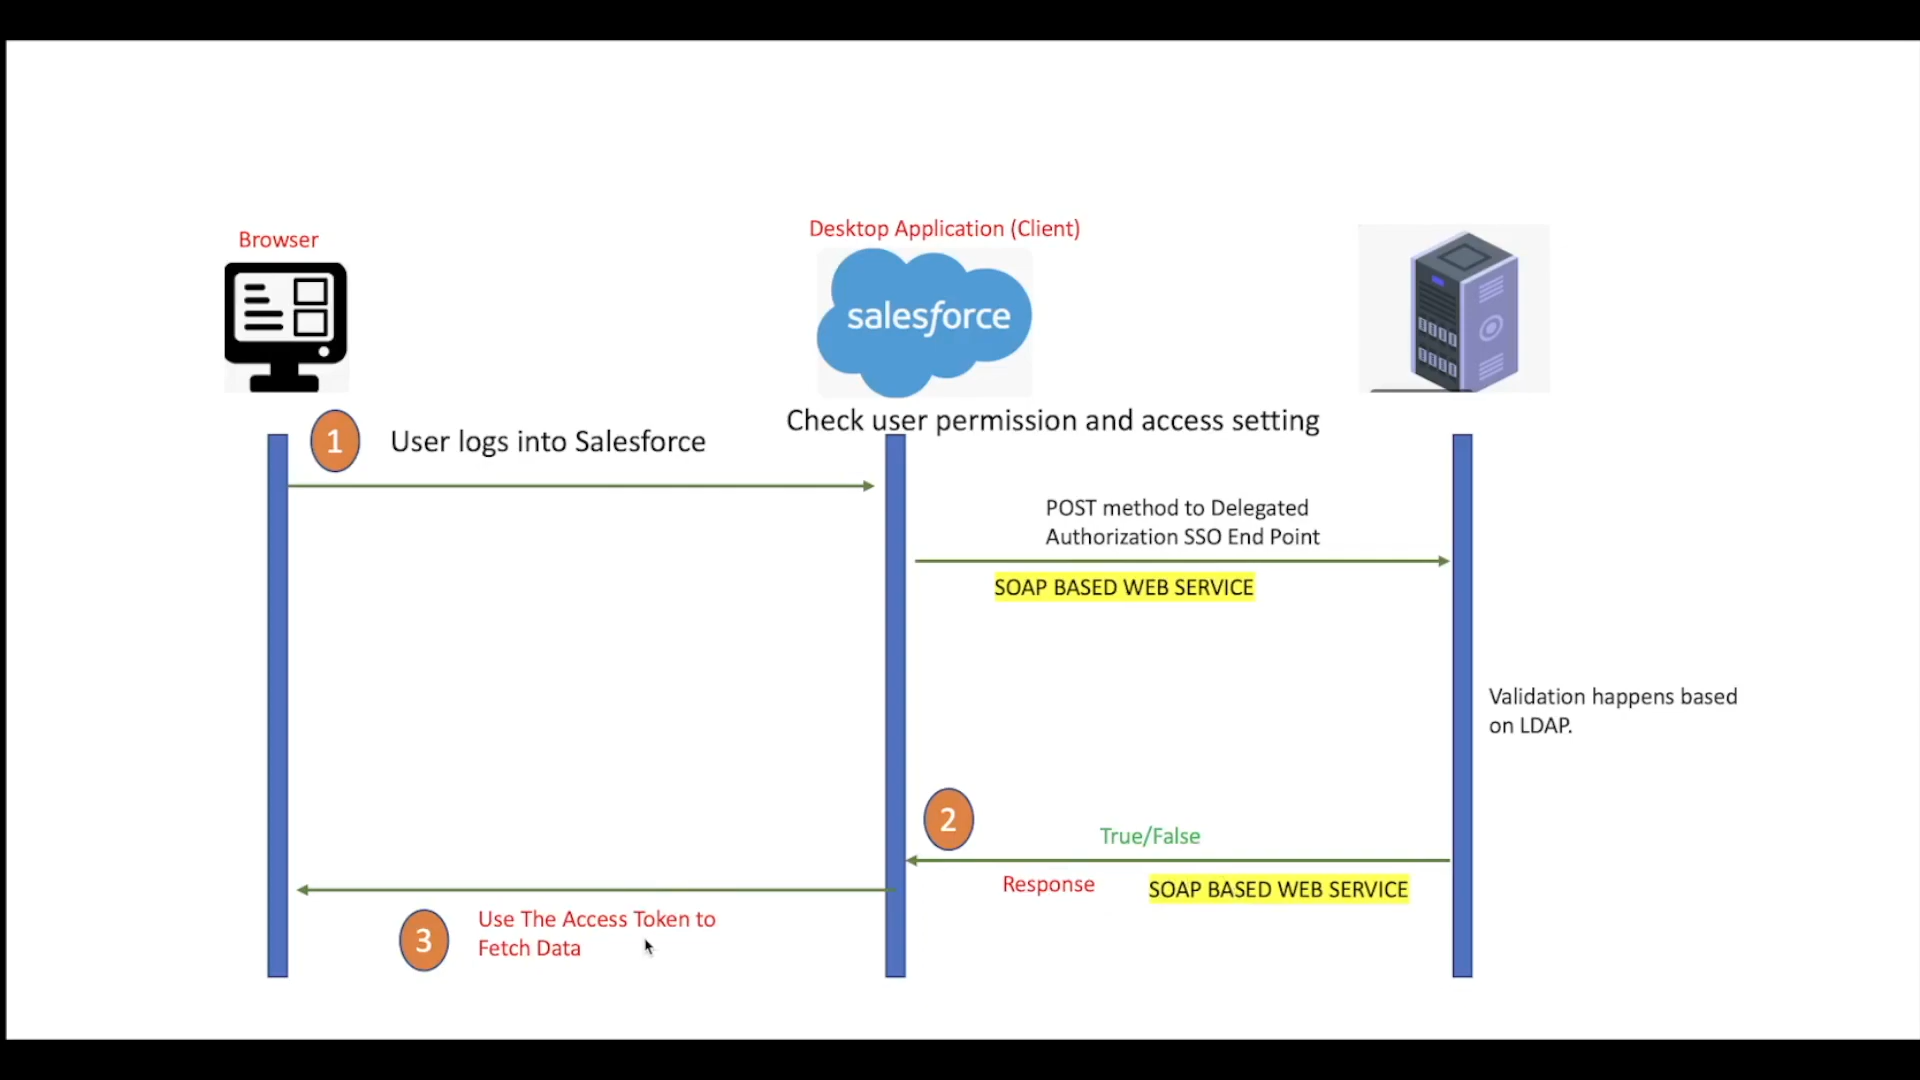 Browser
Desktop Application (Client)
salesforce
Check user permission and access setting
1
User logs into Salesforce
POST method to Delegated
Authorization SSO End Point
SOAP BASED WEB SERVICE
Validation happens based
on LDAP.
2
True/False
Response
SOAP BASED WEB SERVICE
3
Use The Access Token to
Fetch Data